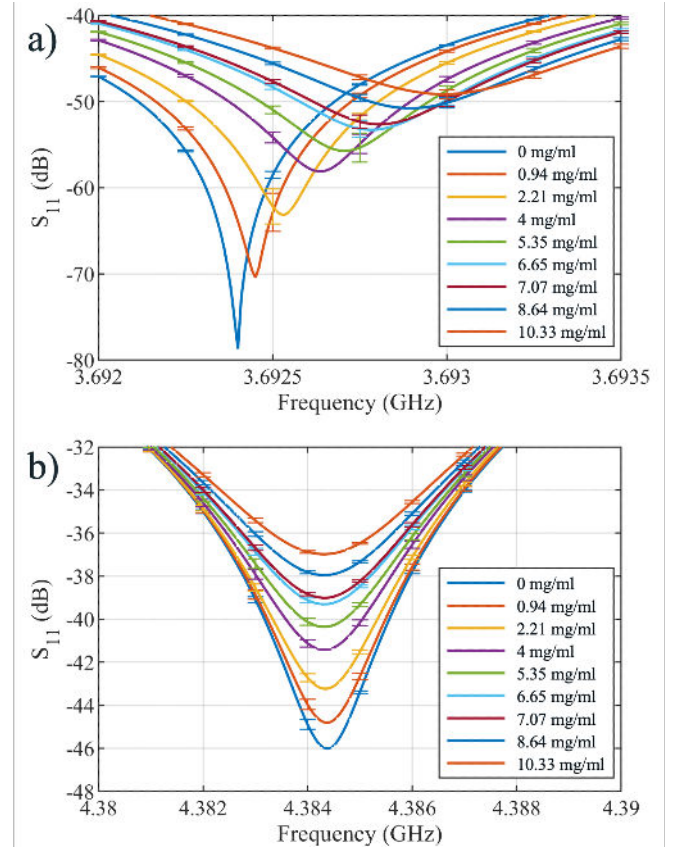 a)
-40
-50
-60
-70
-80
S11 (dB)
0 mg/ml
0.94 mg/ml
2.21 mg/ml
4 mg/ml
5.35 mg/ml
6.65 mg/ml
7.07 mg/ml
8.64 mg/ml
10.33 mg/ml
3.692
3.6925
3.693
3.6935
Frequency (GHz)
b)
-32
-34
-36
-38
-40
-42
-44
-46
-48
S11 (dB)
0 mg/ml
0.94 mg/ml
2.21 mg/ml
4 mg/ml
5.35 mg/ml
6.65 mg/ml
7.07 mg/ml
8.64 mg/ml
10.33 mg/ml
4.38
4.382
4.384
4.386
4.388
4.39
Frequency (GHz)